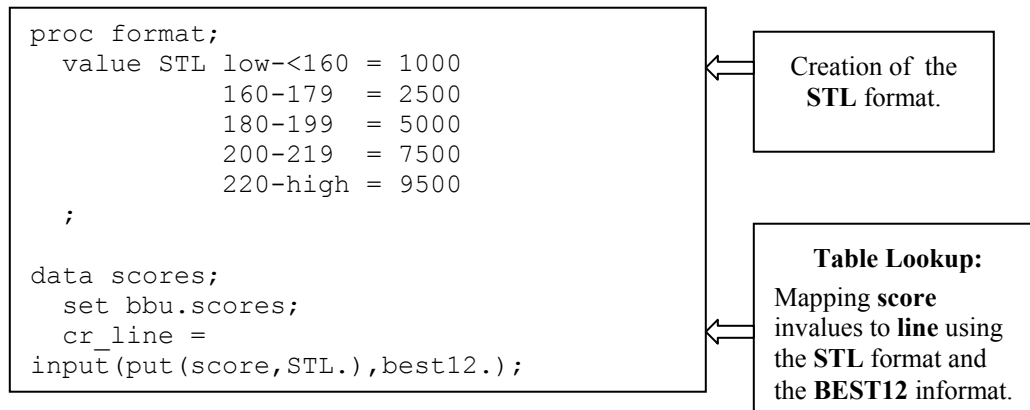 proc format;
value STL low-<160 = 1000
160-179 = 2500
180-199 = 5000
200-219 = 7500
220-high = 9500
;
data scores;
set bbu.scores;
cr_line =
input(put(score,STL.),best12.);
Creation of the
STL format.
Table Lookup:
Mapping score
invalues to line using
the STL format and
the BEST12 informat.